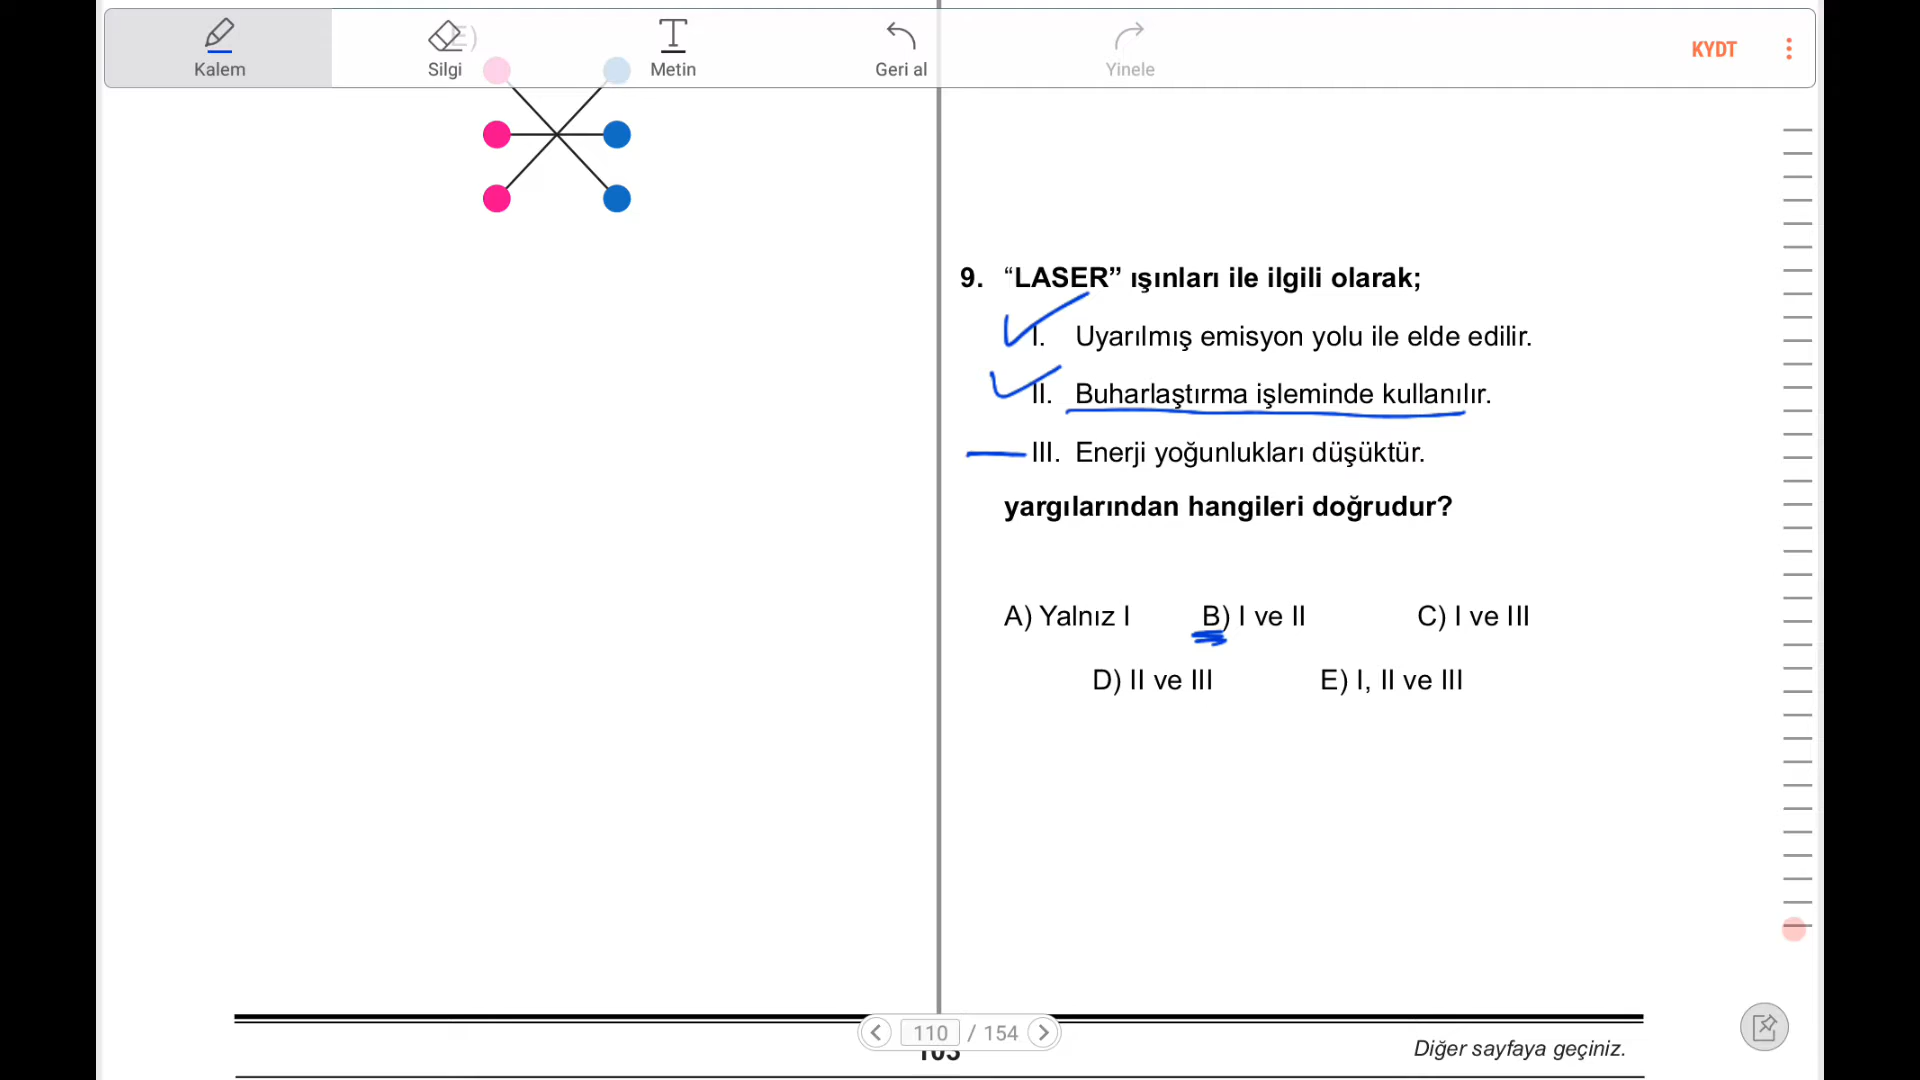 Kalem
Silgi
E)
Metin
Geri al
Yinele
KYDT
9. “LASER” ışınları ile ilgili olarak;
I. Uyarılmış emisyon yolu ile elde edilir.
II. Buharlaştırma işleminde kullanılır.
III. Enerji yoğunlukları düşüktür.
yargılarından hangileri doğrudur?
A) Yalnız I B) I ve II C) I ve III
D) II ve III E) I, II ve III
110 / 154
103
Diğer sayfaya geçiniz.